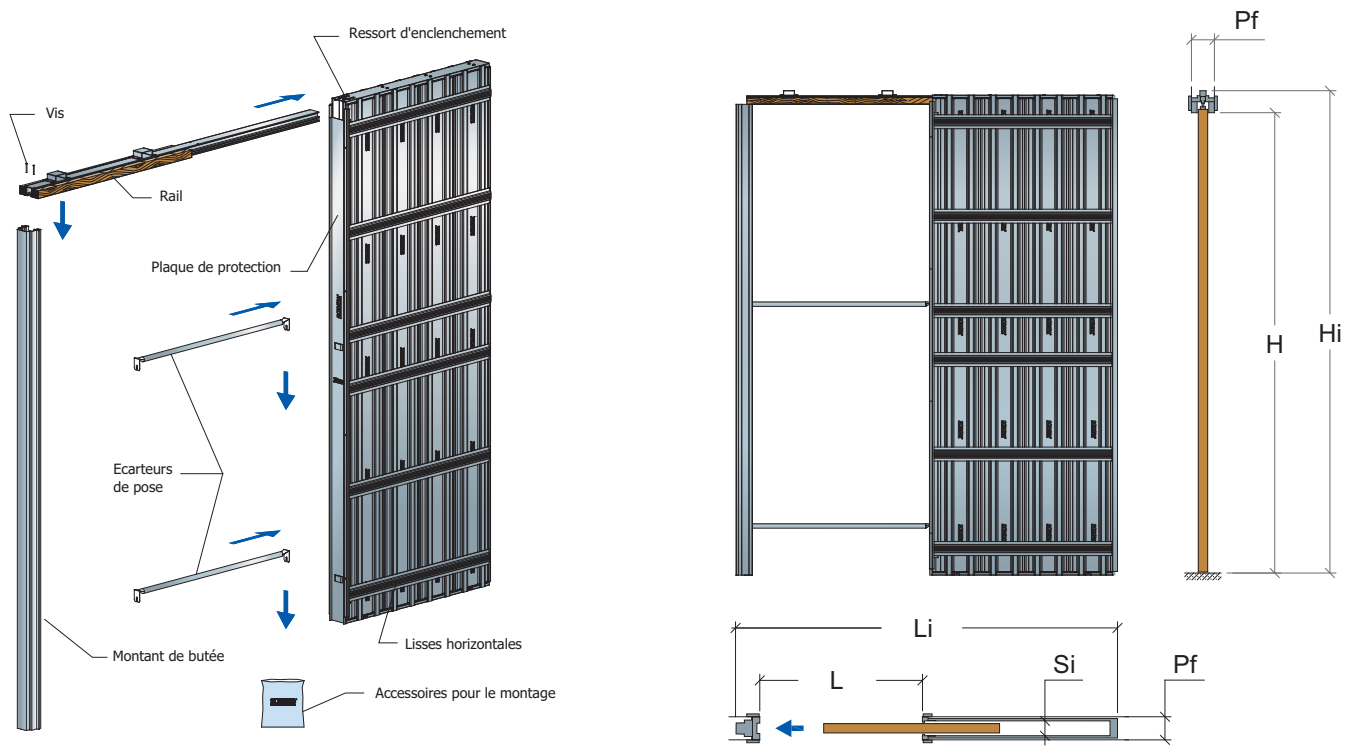 Ressort d'enclenchement
Vis
Rail
Plaque de protection
Ecarteurs
de pose
Montant de butée
Lisses horizontales
Accessoires pour le montage
Pf
H
Hi
Li
L
Si
Pf